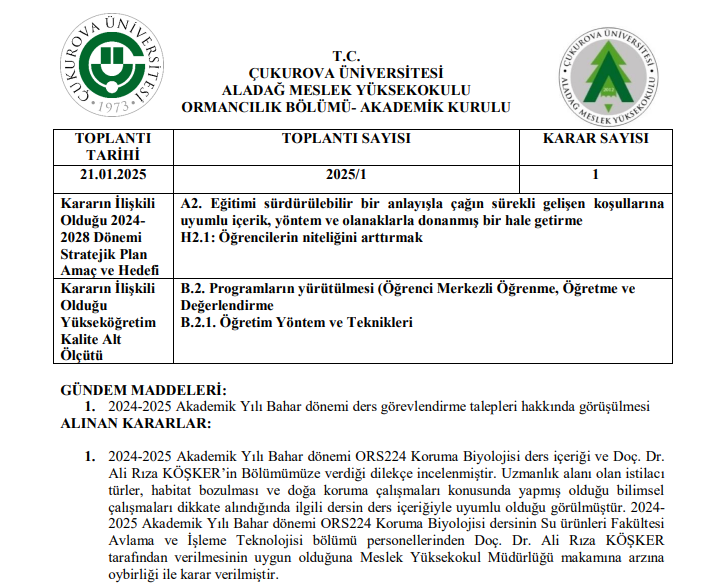 ÇUKUROVA ÜNİVERSİTESİ
1973
ÇUKUROVA ÜNİVERSİTESİ
ALADAĞ MESLEK YÜKSEKOKULU
2012
T.C.
ÇUKUROVA ÜNİVERSİTESİ
ALADAĞ MESLEK YÜKSEKOKULU
ORMANCILIK BÖLÜMÜ- AKADEMİK KURULU
TOPLANTI TARİHİ
TOPLANTI SAYISI
KARAR SAYISI
21.01.2025
2025/1
1
Kararın İlişkili
Olduğu 2024-
2028 Dönemi
Stratejik Plan
Amaç ve Hedefi
A2. Eğitimi sürdürülebilir bir anlayışla çağın sürekli gelişen koşullarına
uyumlu içerik, yöntem ve olanaklarla donanmış bir hale getirme
H2.1: Öğrencilerin niteliğini arttırmak
Kararın İlişkili
Olduğu
Yükseköğretim
Kalite Alt
Ölçütü
B.2. Programların yürütülmesi (Öğrenci Merkezli Öğrenme, Öğretme ve
Değerlendirme
B.2.1. Öğretim Yöntem ve Teknikleri
GÜNDEM MADDELERİ:
1. 2024-2025 Akademik Yılı Bahar dönemi ders görevlendirme talepleri hakkında görüşülmesi
ALINAN KARARLAR:
1. 2024-2025 Akademik Yılı Bahar dönemi ORS224 Koruma Biyolojisi ders içeriği ve Doç. Dr.
Ali Rıza KÖŞKER'in Bölümümüze verdiği dilekçe incelenmiştir. Uzmanlık alanı olan istilacı
türler, habitat bozulması ve doğa koruma çalışmaları konusunda yapmış olduğu bilimsel
çalışmaları dikkate alındığında ilgili dersin ders içeriğiyle uyumlu olduğu görülmüştür. 2024-
2025 Akademik Yılı Bahar dönemi ORS224 Koruma Biyolojisi dersinin Su ürünleri Fakültesi
Avlama ve İşleme Teknolojisi bölümü personellerinden Doç. Dr. Ali Rıza KÖŞKER
tarafından verilmesinin uygun olduğuna Meslek Yüksekokul Müdürlüğü makamına arzına
oybirliği ile karar verilmiştir.